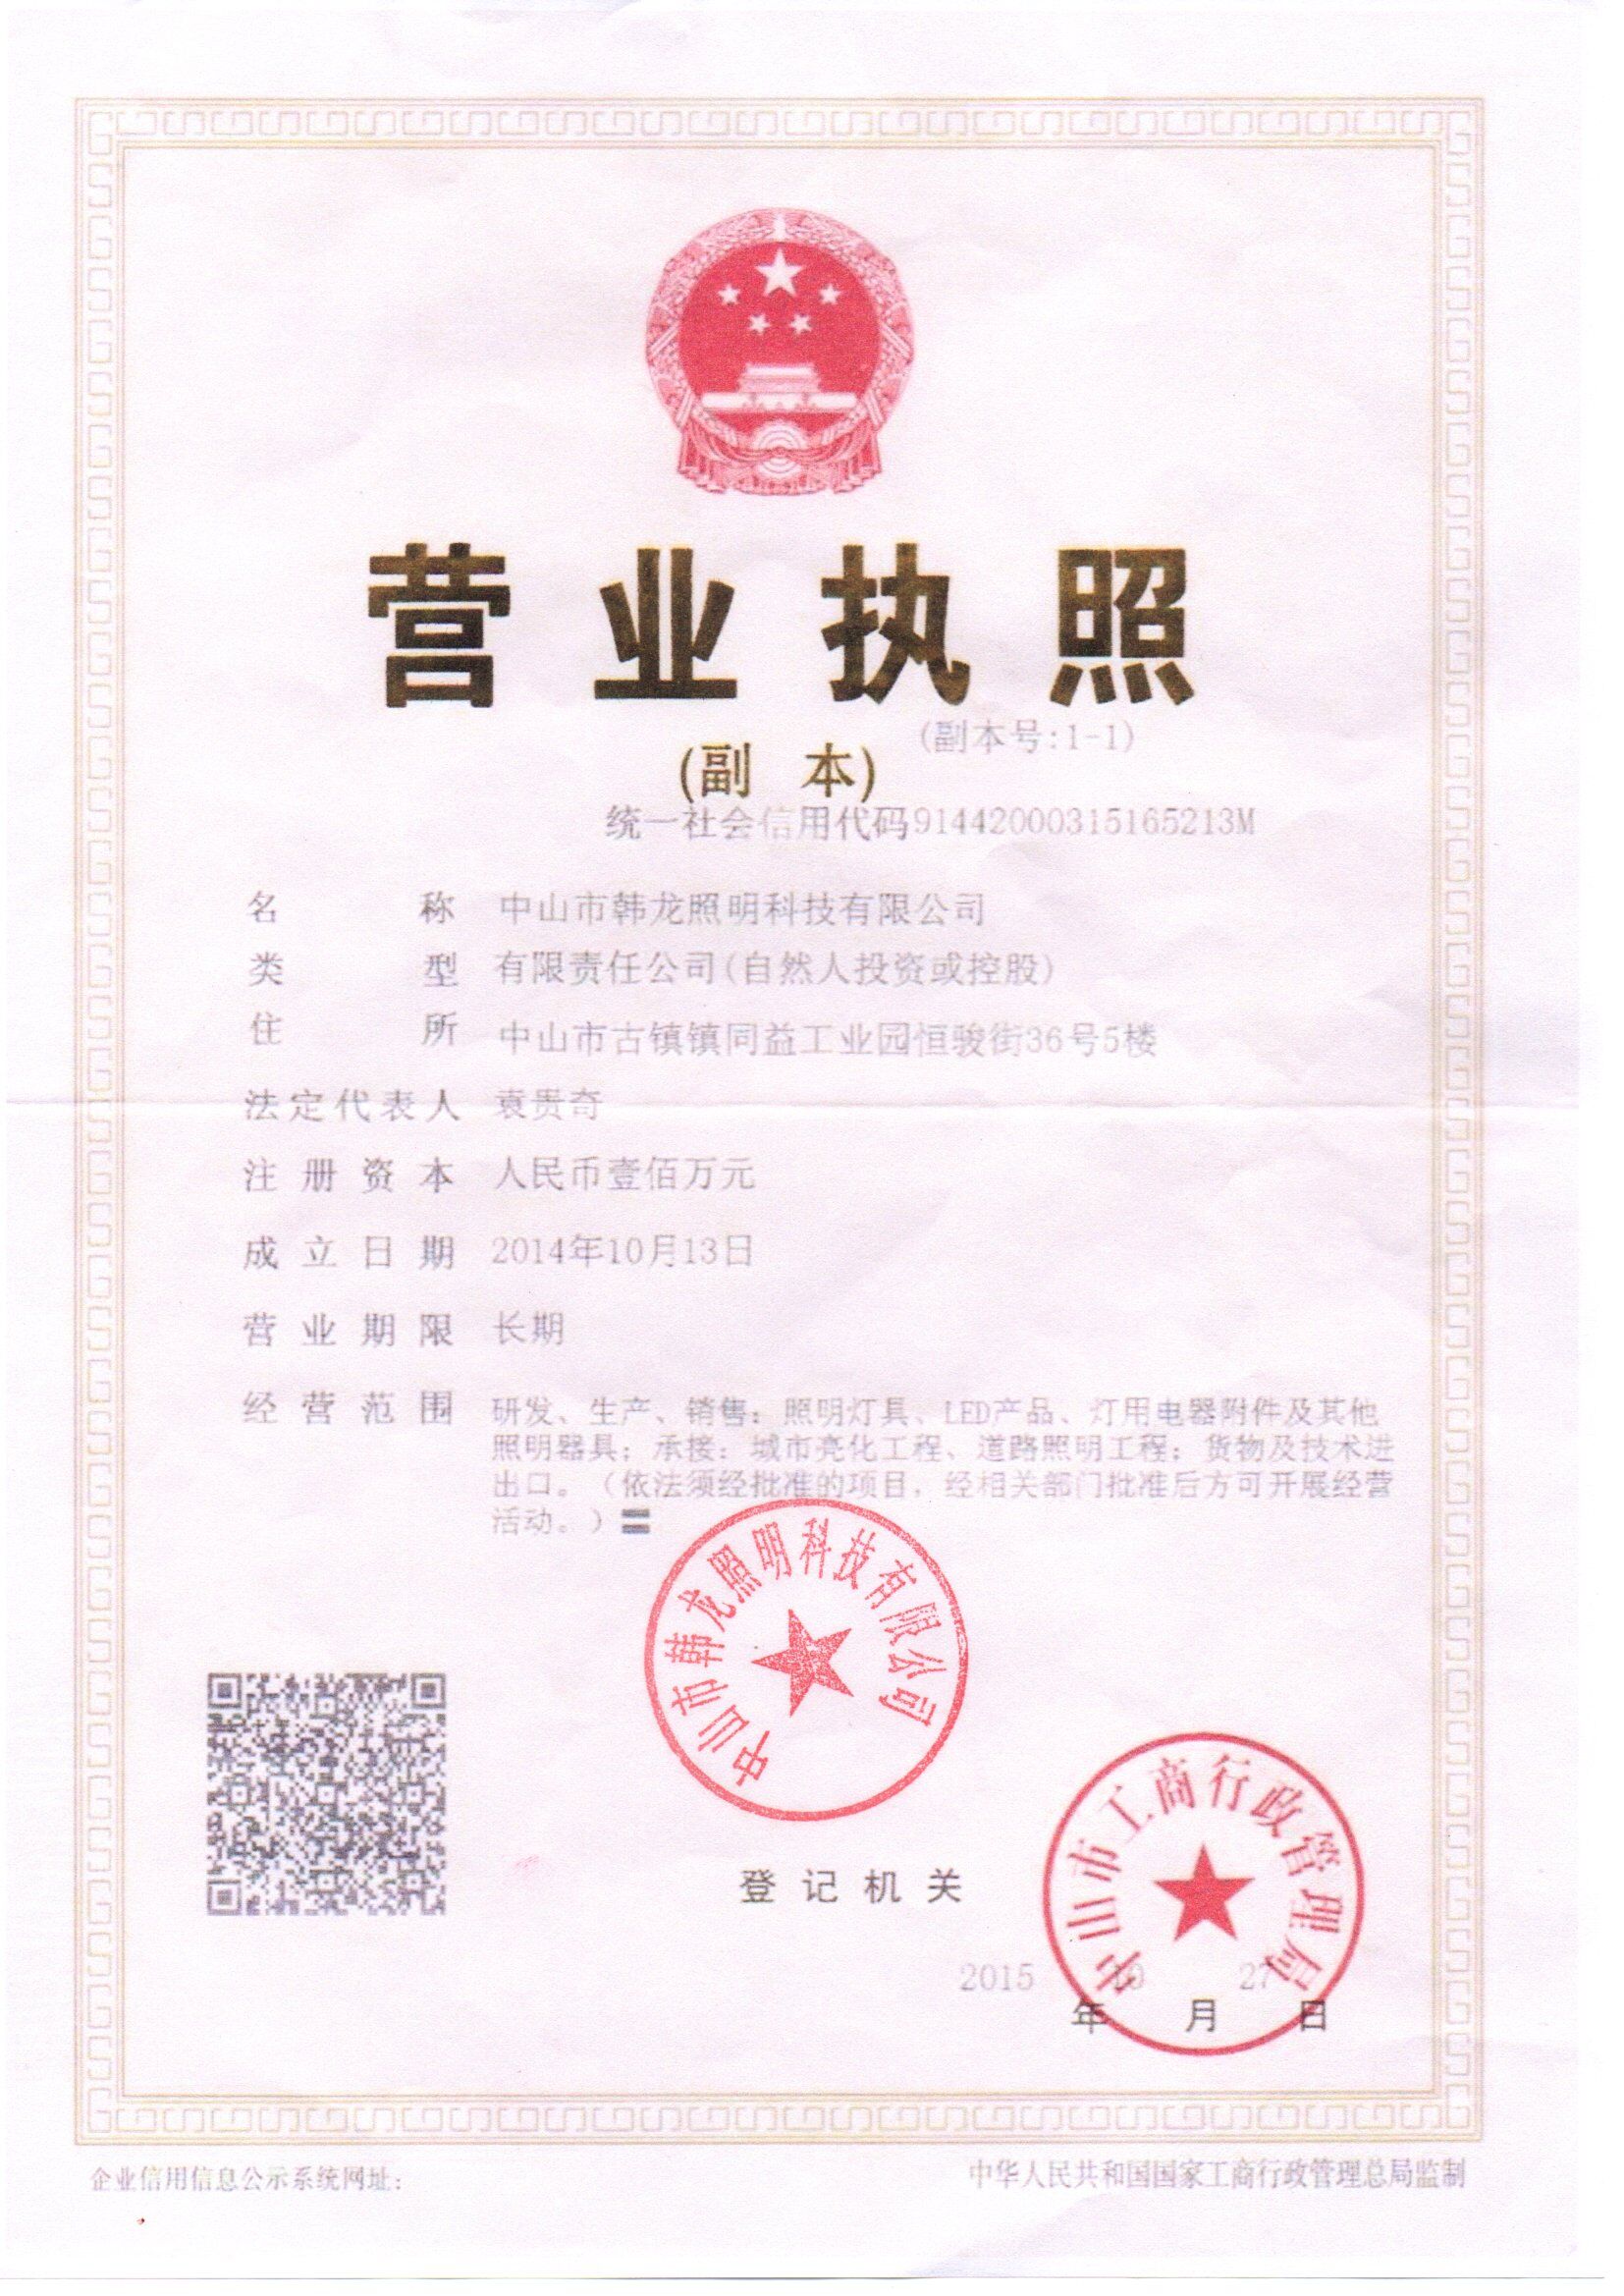 营业执照
(副本号:1-1)
(副 本)
统一社会信用代码91442000315165213M
名 称 中山市韩龙照明科技有限公司
类 型 有限责任公司(自然人投资或控股)
住 所 中山市古镇镇同益工业园恒骏街36号5楼
法定代表人 袁贵奇
注册资本 人民币壹佰万元
成立日期 2014年10月13日
营业期限 长期
经营范围 研发、生产、销售：照明灯具、LED产品、灯用电器附件及其他
照明器具；承接：城市亮化工程、道路照明工程；货物及技术进
出口。（依法须经批准的项目，经相关部门批准后方可开展经营
活动。）
中山市韩龙照明科技有限公司
中山市工商行政管理局
登记机关
2015 年 10 月 27 日
企业信用信息公示系统网址：
中华人民共和国国家工商行政管理总局监制